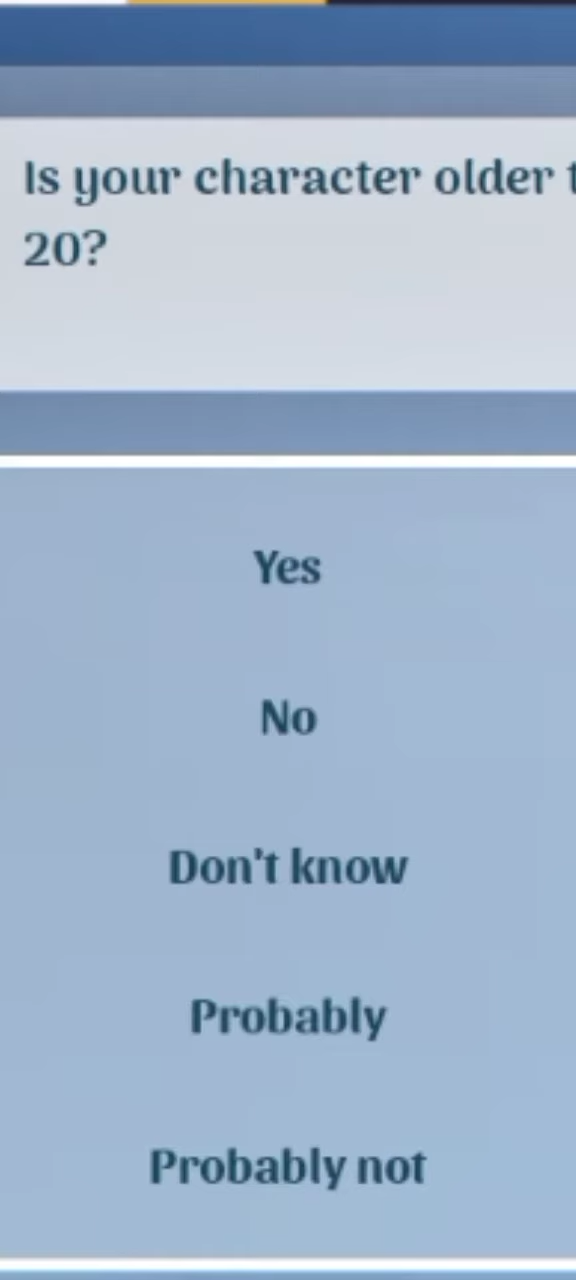 Is your character older
20?
Yes
No
Don't know
Probably
Probably not